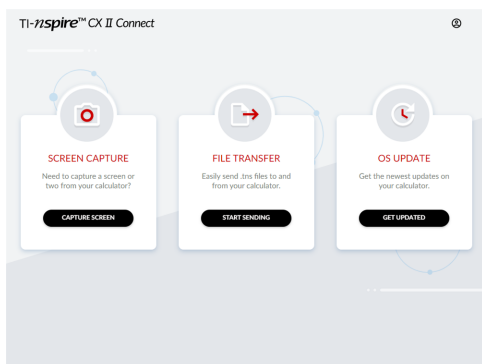 TI-nspire™ CX II Connect
SCREEN CAPTURE
Need to capture a screen or
two from your calculator?
CAPTURE SCREEN
FILE TRANSFER
Easily send .tns files to and
from your calculator.
START SENDING
OS UPDATE
Get the newest updates on
your calculator.
GET UPDATED